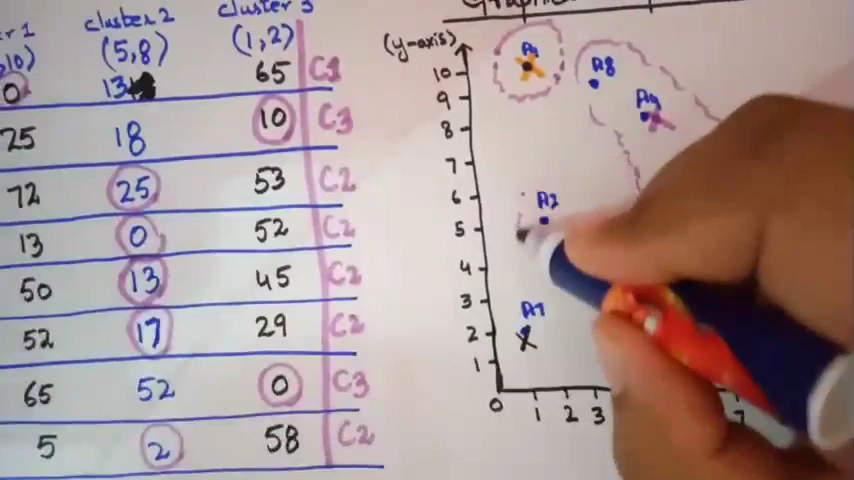 cluster 2
cluster 3
(5,8)
(1,2)
0
13
65
C1
25
18
10
C3
72
25
53
C2
13
0
52
C2
50
13
45
C2
52
17
29
C2
65
52
0
C3
5
2
58
C2
(y-axis)
10
9
8
7
6
5
4
3
2
1
0
1
2
3
7
A8
A4
A2